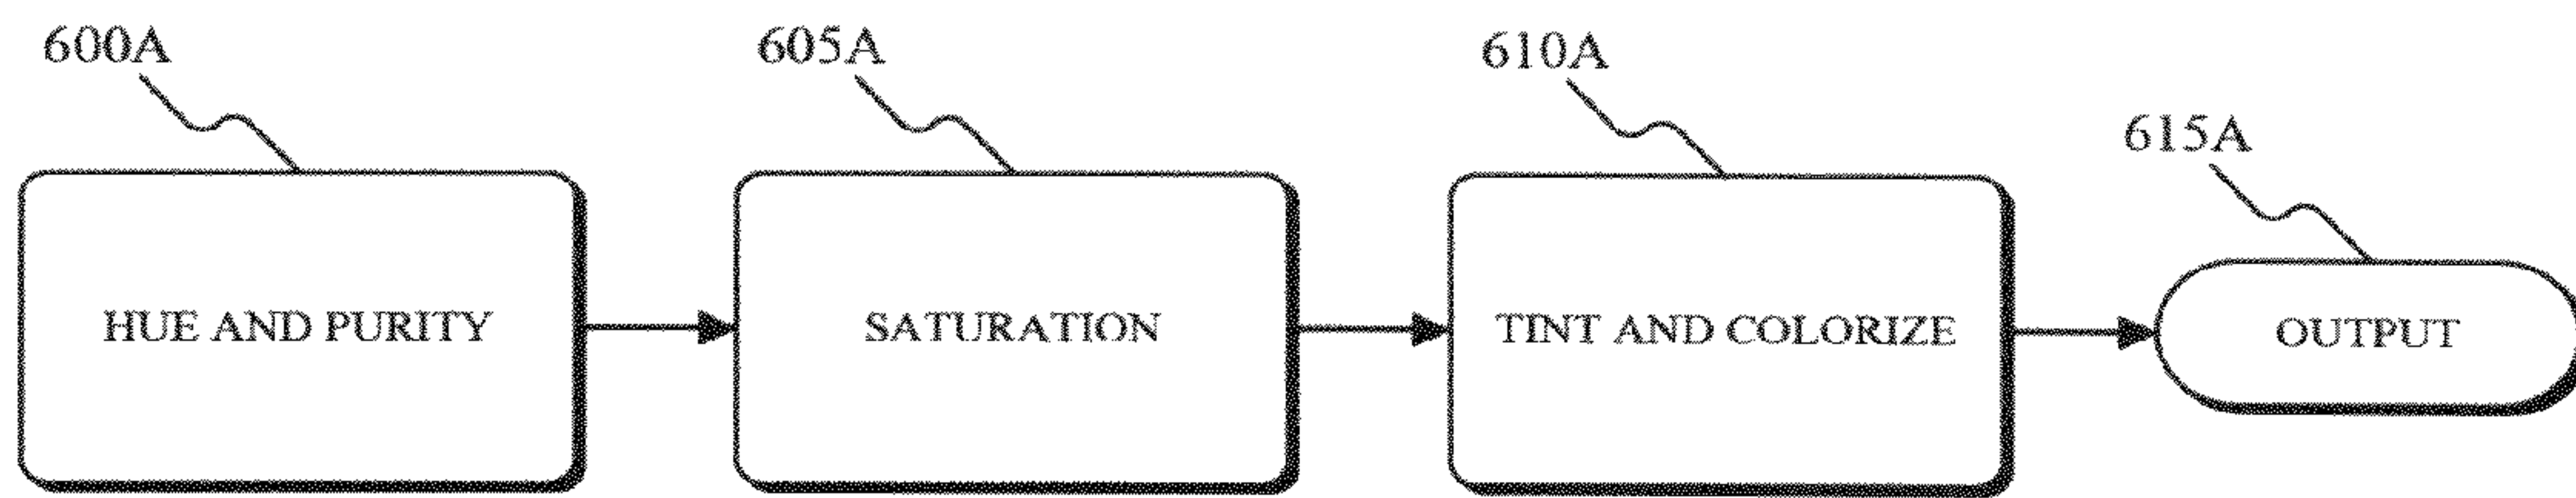 600A
605A
610A
615A
HUE AND PURITY
SATURATION
TINT AND COLORIZE
OUTPUT